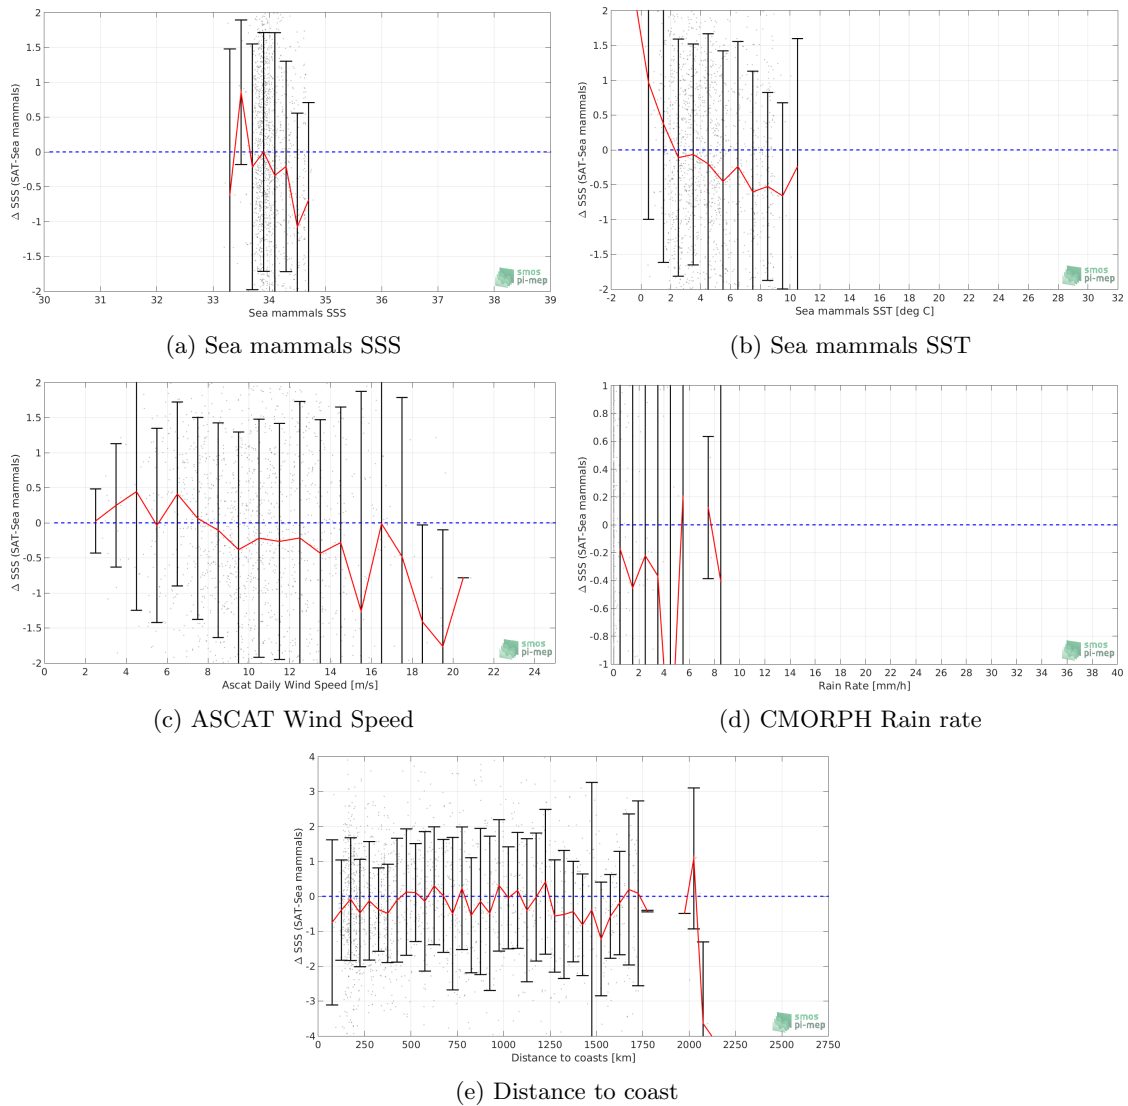 2
1.5
1
0.5
0
-0.5
-1
-1.5
-2
Δ SSS (SAT-Sea mammals)
30 31 32 33 34 35 36 37 38 39
Sea mammals SSS
smos
pi-mep
(a) Sea mammals SSS
2
1.5
1
0.5
0
-0.5
-1
-1.5
-2
Δ SSS (SAT-Sea mammals)
-2 0 2 4 6 8 10 12 14 16 18 20 22 24 26 28 30 32
Sea mammals SST [deg C]
smos
pi-mep
(b) Sea mammals SST
2
1.5
1
0.5
0
-0.5
-1
-1.5
-2
Δ SSS (SAT-Sea mammals)
0 2 4 6 8 10 12 14 16 18 20 22 24
Ascat Daily Wind Speed [m/s]
smos
pi-mep
(c) ASCAT Wind Speed
1
0.8
0.6
0.4
0.2
0
-0.2
-0.4
-0.6
-0.8
-1
Δ SSS (SAT-Sea mammals)
0 2 4 6 8 10 12 14 16 18 20 22 24 26 28 30 32 34 36 38 40
Rain Rate [mm/h]
smos
pi-mep
(d) CMORPH Rain rate
4
3
2
1
0
-1
-2
-3
-4
Δ SSS (SAT-Sea mammals)
0 250 500 750 1000 1250 1500 1750 2000 2250 2500 2750
Distance to coasts [km]
smos
pi-mep
(e) Distance to coast